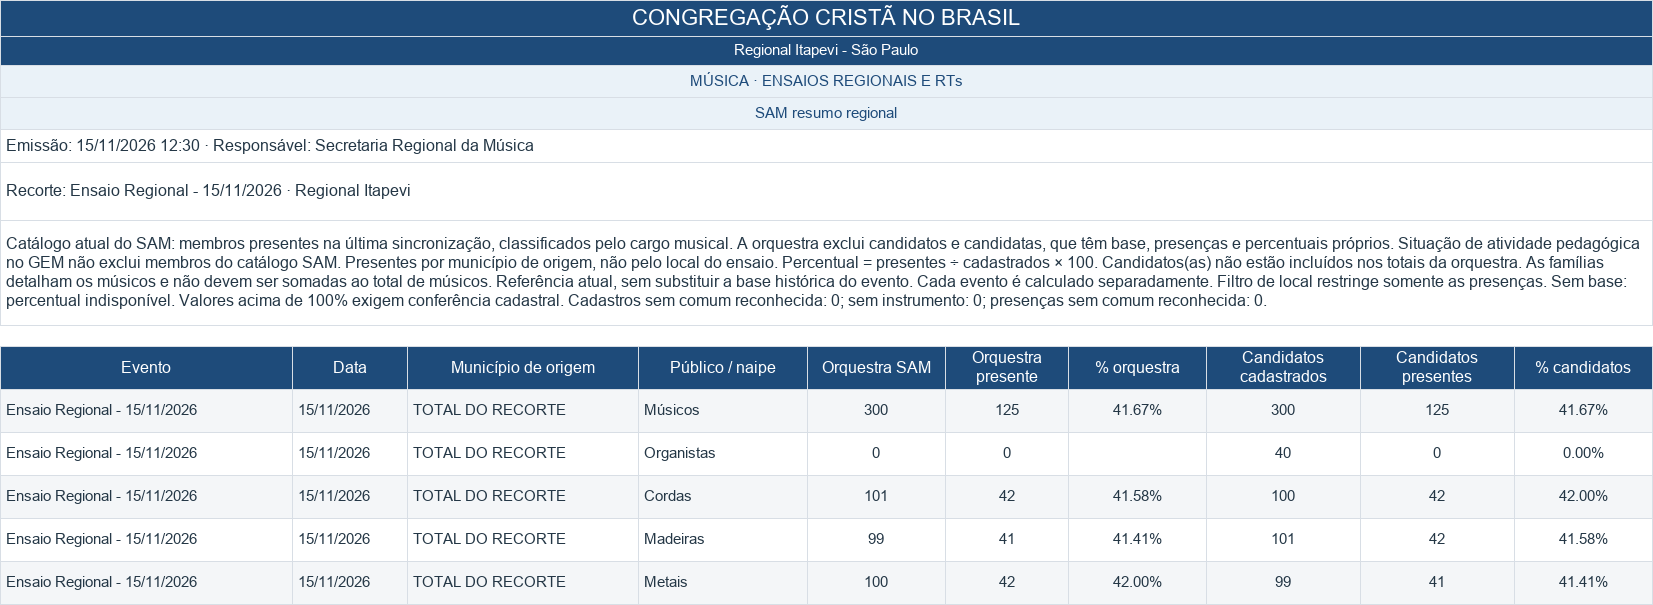 CONGREGAÇÃO CRISTÃ NO BRASIL
Regional Itapevi - São Paulo
MÚSICA · ENSAIOS REGIONAIS E RTs
SAM resumo regional
Emissão: 15/11/2026 12:30 · Responsável: Secretaria Regional da Música
Recorte: Ensaio Regional - 15/11/2026 · Regional Itapevi
Catálogo atual do SAM: membros presentes na última sincronização, classificados pelo cargo musical. A orquestra exclui candidatos e candidatas, que têm base, presenças e percentuais próprios. Situação de atividade pedagógica
no GEM não exclui membros do catálogo SAM. Presentes por município de origem, não pelo local do ensaio. Percentual = presentes ÷ cadastrados × 100. Candidatos(as) não estão incluídos nos totais da orquestra. As famílias
detalham os músicos e não devem ser somadas ao total de músicos. Referência atual, sem substituir a base histórica do evento. Cada evento é calculado separadamente. Filtro de local restringe somente as presenças. Sem base:
percentual indisponível. Valores acima de 100% exigem conferência cadastral. Cadastros sem comum reconhecida: 0; sem instrumento: 0; presenças sem comum reconhecida: 0.
Evento Data Município de origem Público / naipe Orquestra SAM Orquestra presente % orquestra Candidatos cadastrados Candidatos presentes % candidatos
Ensaio Regional - 15/11/2026 15/11/2026 TOTAL DO RECORTE Músicos 300 125 41.67% 300 125 41.67%
Ensaio Regional - 15/11/2026 15/11/2026 TOTAL DO RECORTE Organistas 0 0 40 0 0.00%
Ensaio Regional - 15/11/2026 15/11/2026 TOTAL DO RECORTE Cordas 101 42 41.58% 100 42 42.00%
Ensaio Regional - 15/11/2026 15/11/2026 TOTAL DO RECORTE Madeiras 99 41 41.41% 101 42 41.58%
Ensaio Regional - 15/11/2026 15/11/2026 TOTAL DO RECORTE Metais 100 42 42.00% 99 41 41.41%